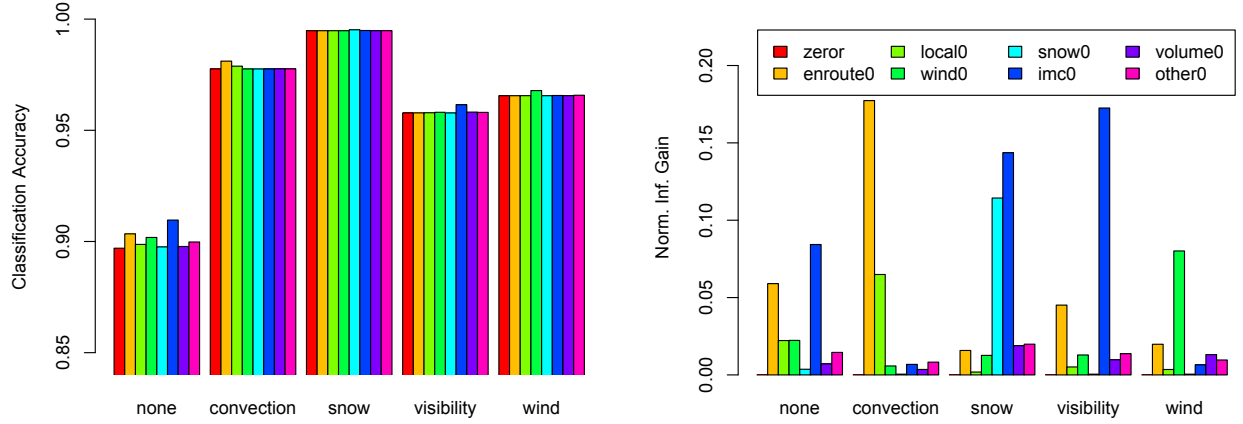 Classification Accuracy
1.00
0.95
0.90
0.85
none convection snow visibility wind
Norm. Inf. Gain
0.20
0.15
0.10
0.05
0.00
zeror local0 snow0 volume0
enroute0 wind0 imc0 other0
none convection snow visibility wind